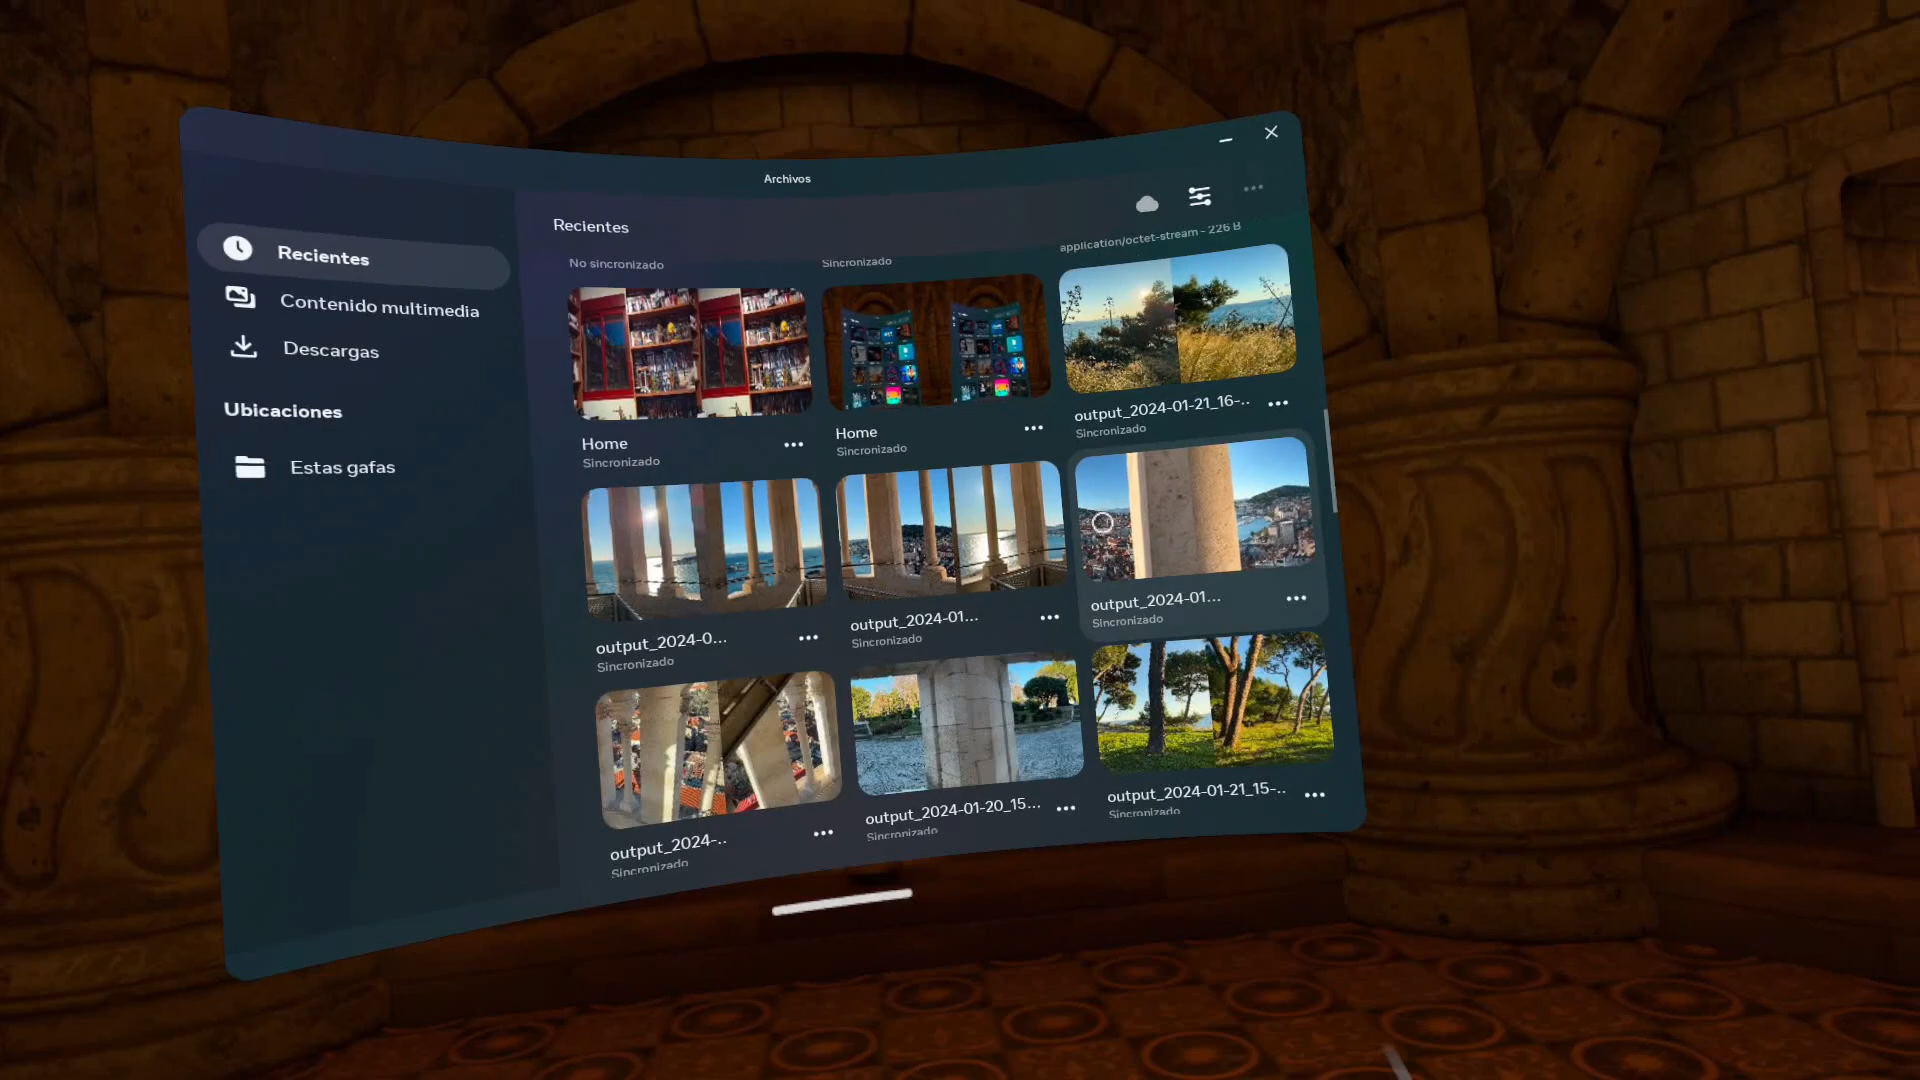 Archivos
Recientes
Contenido multimedia
Descargas
Ubicaciones
Estas gafas
Recientes
No sincronizado
Sincronizado
application/octet-stream - 226 B
Home
Sincronizado
Home
Sincronizado
output_2024-01-21_16-..
Sincronizado
output_2024-0...
Sincronizado
output_2024-01...
Sincronizado
output_2024-01...
Sincronizado
output_2024-..
Sincronizado
output_2024-01-20_15...
Sincronizado
output_2024-01-21_15-..
Sincronizado